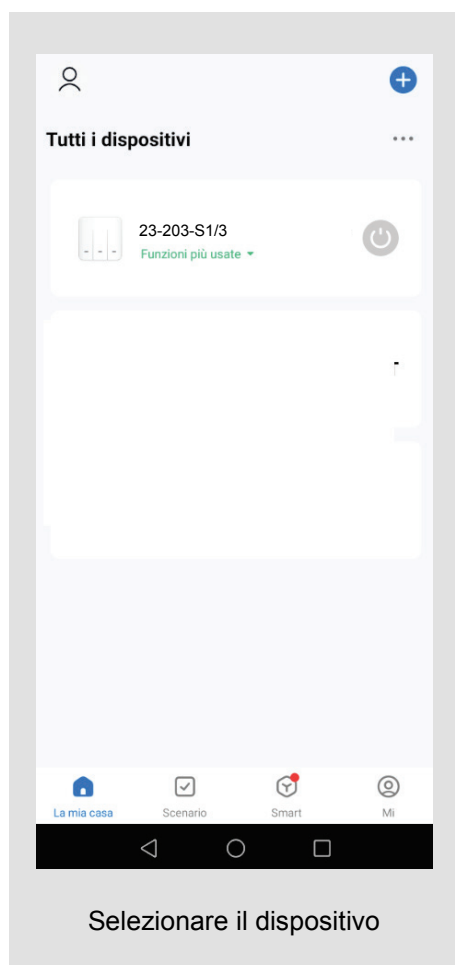 Tutti i dispositivi
23-203-S1/3
Funzioni più usate
La mia casa Scenario Smart Mi
Selezionare il dispositivo